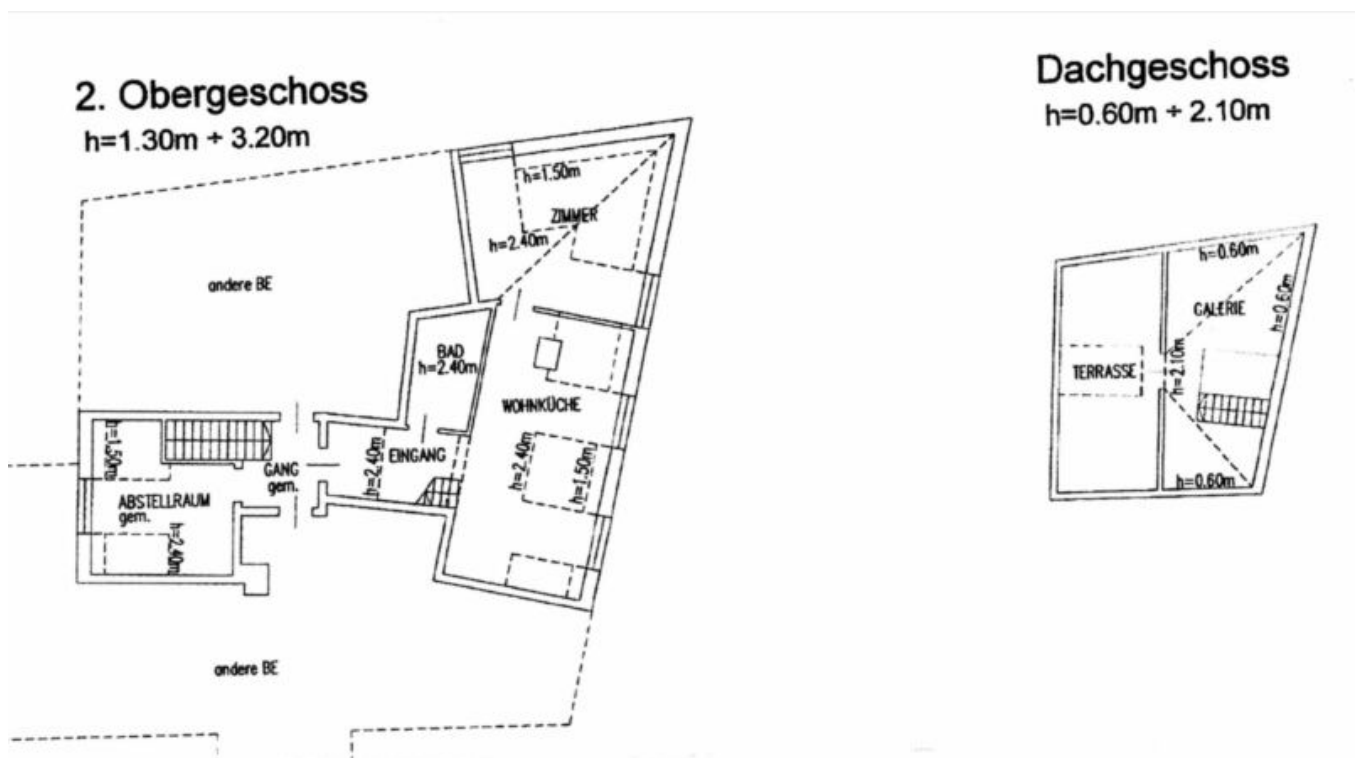 2. Obergeschoss
h=1.30m ÷ 3.20m
h=1.50m
ZIMMER
h=2.40m
andere BE
BAD
h=2.40m
WOHNKÜCHE
h=2.40m
EINGANG
h=2.40m
h=1.50m
h=1.50m
GANG
gem.
ABSTELLRAUM
gem.
h=2.40m
andere BE
Dachgeschoss
h=0.60m ÷ 2.10m
h=0.60m
GALERIE
h=0.60m
TERRASSE
h=2.10m
h=0.60m